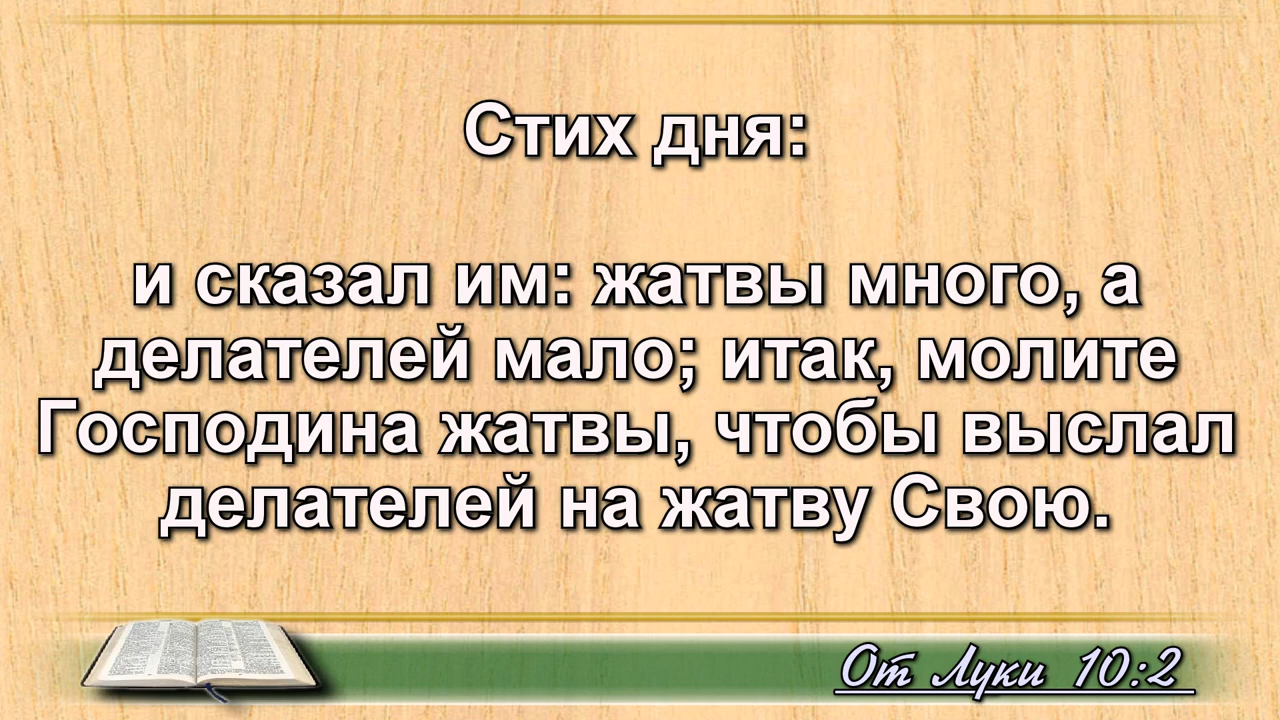 Стих дня:
и сказал им: жатвы много, а
делателей мало; итак, молите
Господина жатвы, чтобы выслал
делателей на жатву Свою.
От Луки 10:2